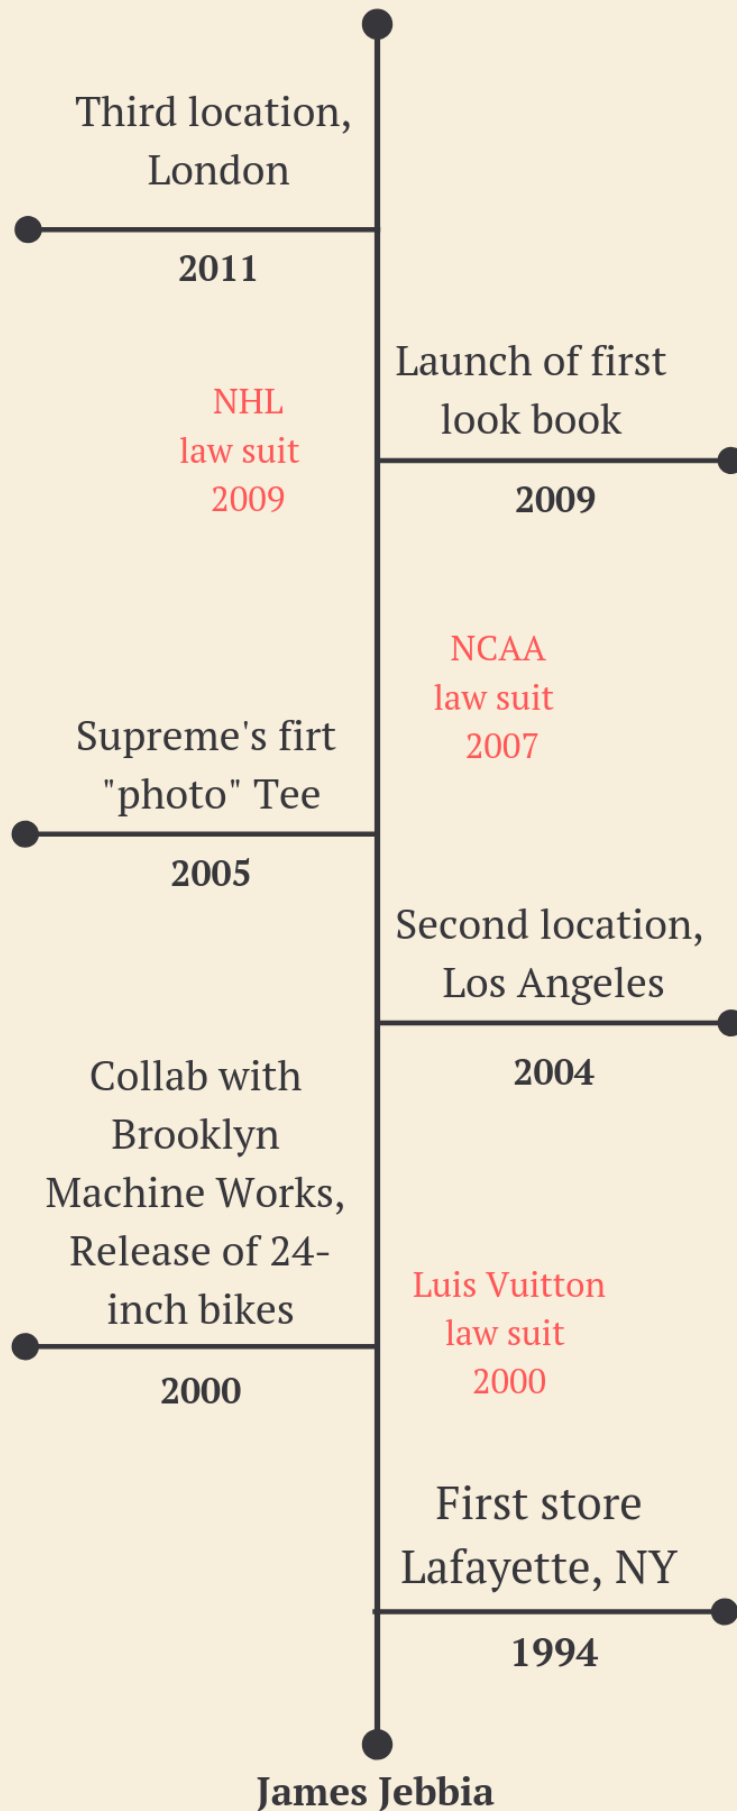 Third location,
London
2011
Launch of first
look book
2009
NHL
law suit
2009
NCAA
law suit
2007
Supreme's firt
"photo" Tee
2005
Second location,
Los Angeles
2004
Collab with
Brooklyn
Machine Works,
Release of 24-
inch bikes
2000
Luis Vuitton
law suit
2000
First store
Lafayette, NY
1994
James Jebbia